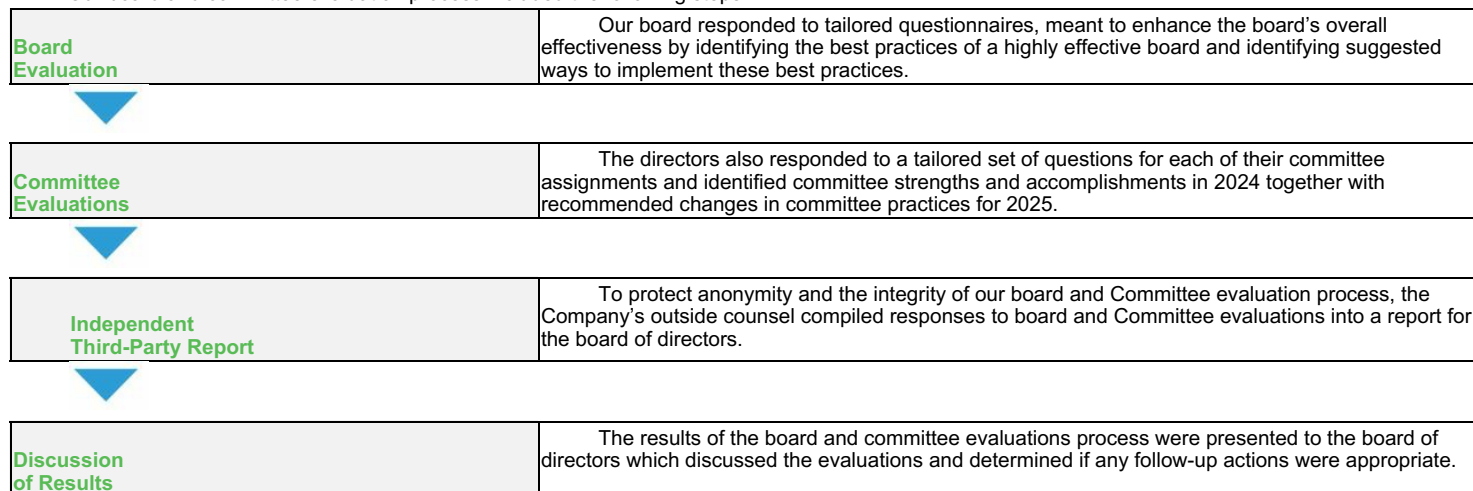 Board
Evaluation
Our board responded to tailored questionnaires, meant to enhance the board’s overall
effectiveness by identifying the best practices of a highly effective board and identifying suggested
ways to implement these best practices.
Committee
Evaluations
The directors also responded to a tailored set of questions for each of their committee
assignments and identified committee strengths and accomplishments in 2024 together with
recommended changes in committee practices for 2025.
Independent
Third-Party Report
To protect anonymity and the integrity of our board and Committee evaluation process, the
Company’s outside counsel compiled responses to board and Committee evaluations into a report for
the board of directors.
Discussion
of Results
The results of the board and committee evaluations process were presented to the board of
directors which discussed the evaluations and determined if any follow-up actions were appropriate.